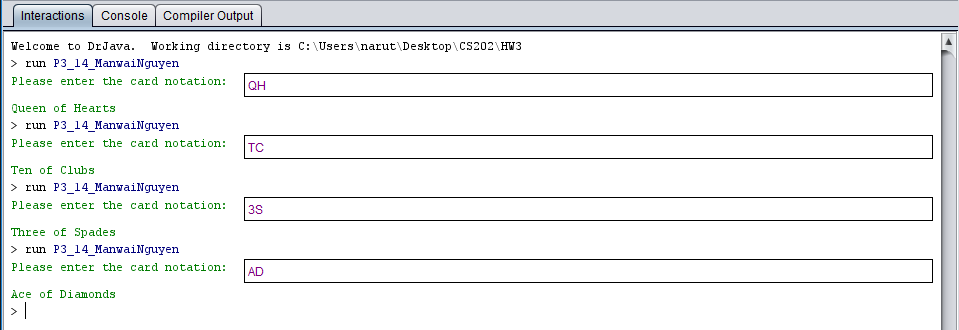 Interactions Console Compiler Output
Welcome to DrJava.  Working directory is C:\Users\narut\Desktop\CS202\HW3
> run P3_14_ManwaiNguyen
Please enter the card notation: QH
Queen of Hearts
> run P3_14_ManwaiNguyen
Please enter the card notation: TC
Ten of Clubs
> run P3_14_ManwaiNguyen
Please enter the card notation: 3S
Three of Spades
> run P3_14_ManwaiNguyen
Please enter the card notation: AD
Ace of Diamonds
>